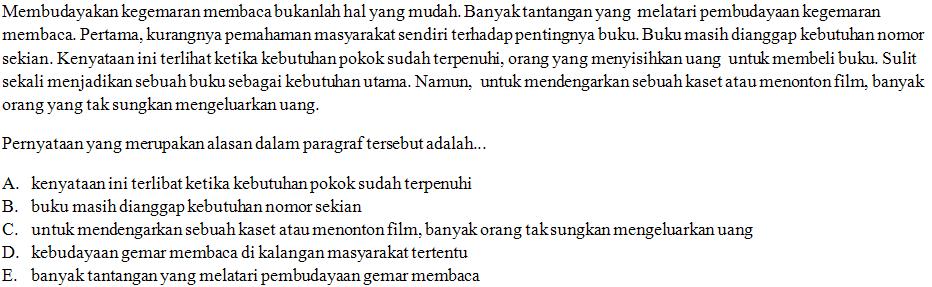 Membudayakan kegemaran membaca bukanlah hal yang mudah. Banyak tantangan yang melatari pembudayaan kegemaran
membaca. Pertama, kurangnya pemahaman masyarakat sendiri terhadap pentingnya buku. Buku masih dianggap kebutuhan nomor
sekian. Kenyataan ini terlihat ketika kebutuhan pokok sudah terpenuhi, orang yang menyisihkan uang untuk membeli buku. Sulit
sekali menjadikan sebuah buku sebagai kebutuhan utama. Namun, untuk mendengarkan sebuah kaset atau menonton film, banyak
orang yang tak sungkan mengeluarkan uang.
Pernyataan yang merupakan alasan dalam paragraf tersebut adalah...
A. kenyataan ini terlibat ketika kebutuhan pokok sudah terpenuhi
B. buku masih dianggap kebutuhan nomor sekian
C. untuk mendengarkan sebuah kaset atau menonton film, banyak orang tak sungkan mengeluarkan uang
D. kebudayaan gemar membaca di kalangan masyarakat tertentu
E. banyak tantangan yang melatari pembudayaan gemar membaca